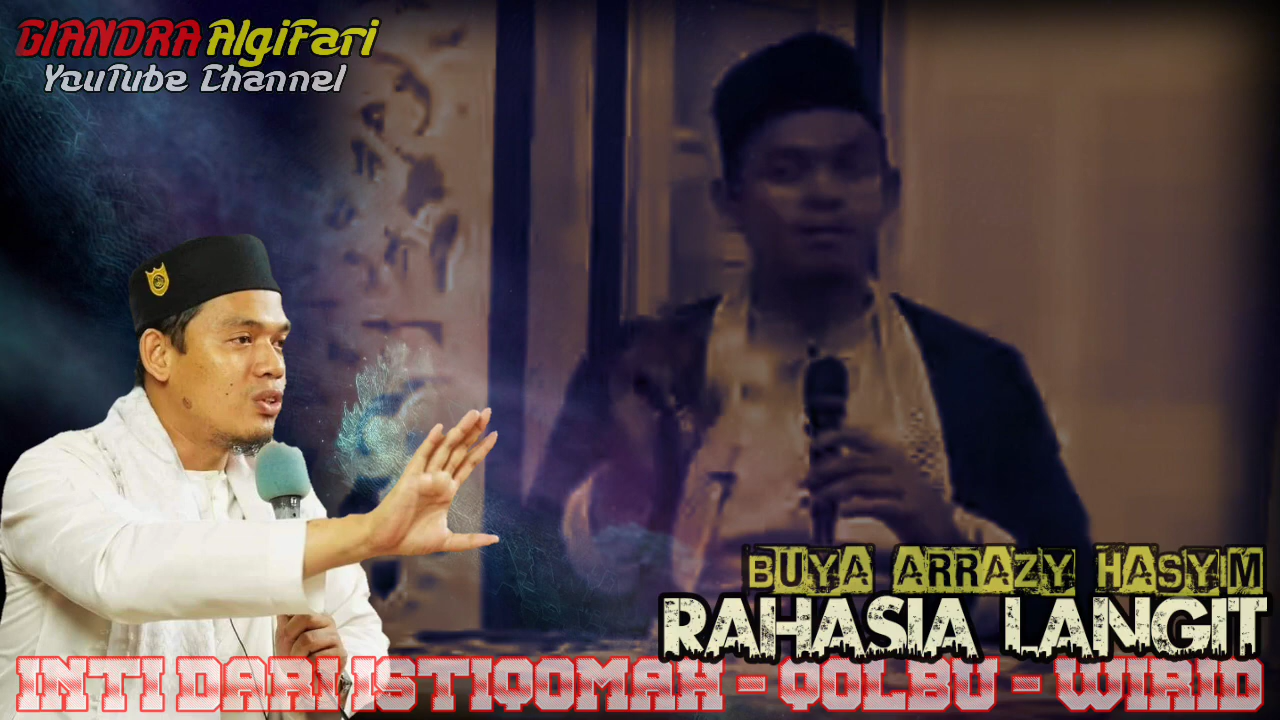 GIANDRA Algifari
YouTube Channel
BUYA ARRAZY HASYIM
RAHASIA LANGIT
INTI DARI ISTIQOMAH - QOLBU - WIRID